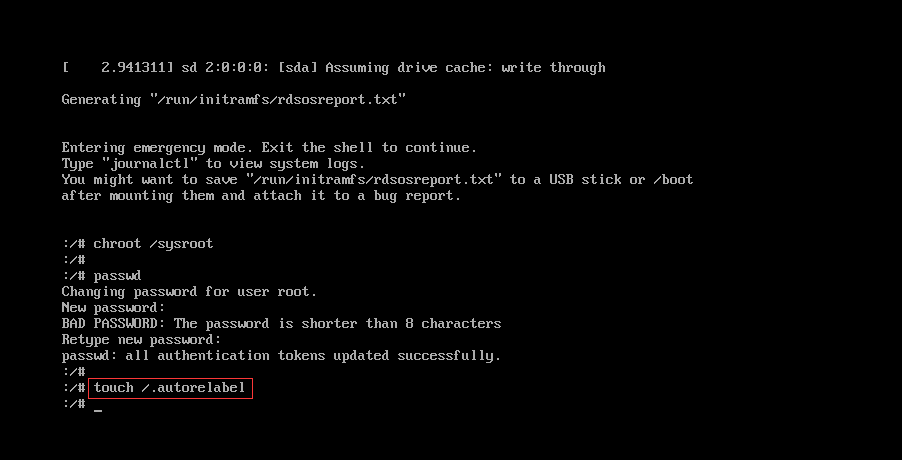 [    2.941311] sd 2:0:0:0: [sda] Assuming drive cache: write through
Generating "/run/initramfs/rdsosreport.txt"
Entering emergency mode. Exit the shell to continue.
Type "journalctl" to view system logs.
You might want to save "/run/initramfs/rdsosreport.txt" to a USB stick or /boot
after mounting them and attach it to a bug report.
:/# chroot /sysroot
:/#
:/# passwd
Changing password for user root.
New password:
BAD PASSWORD: The password is shorter than 8 characters
Retype new password:
passwd: all authentication tokens updated successfully.
:/#
:/# touch /.autorelabel
:/# _